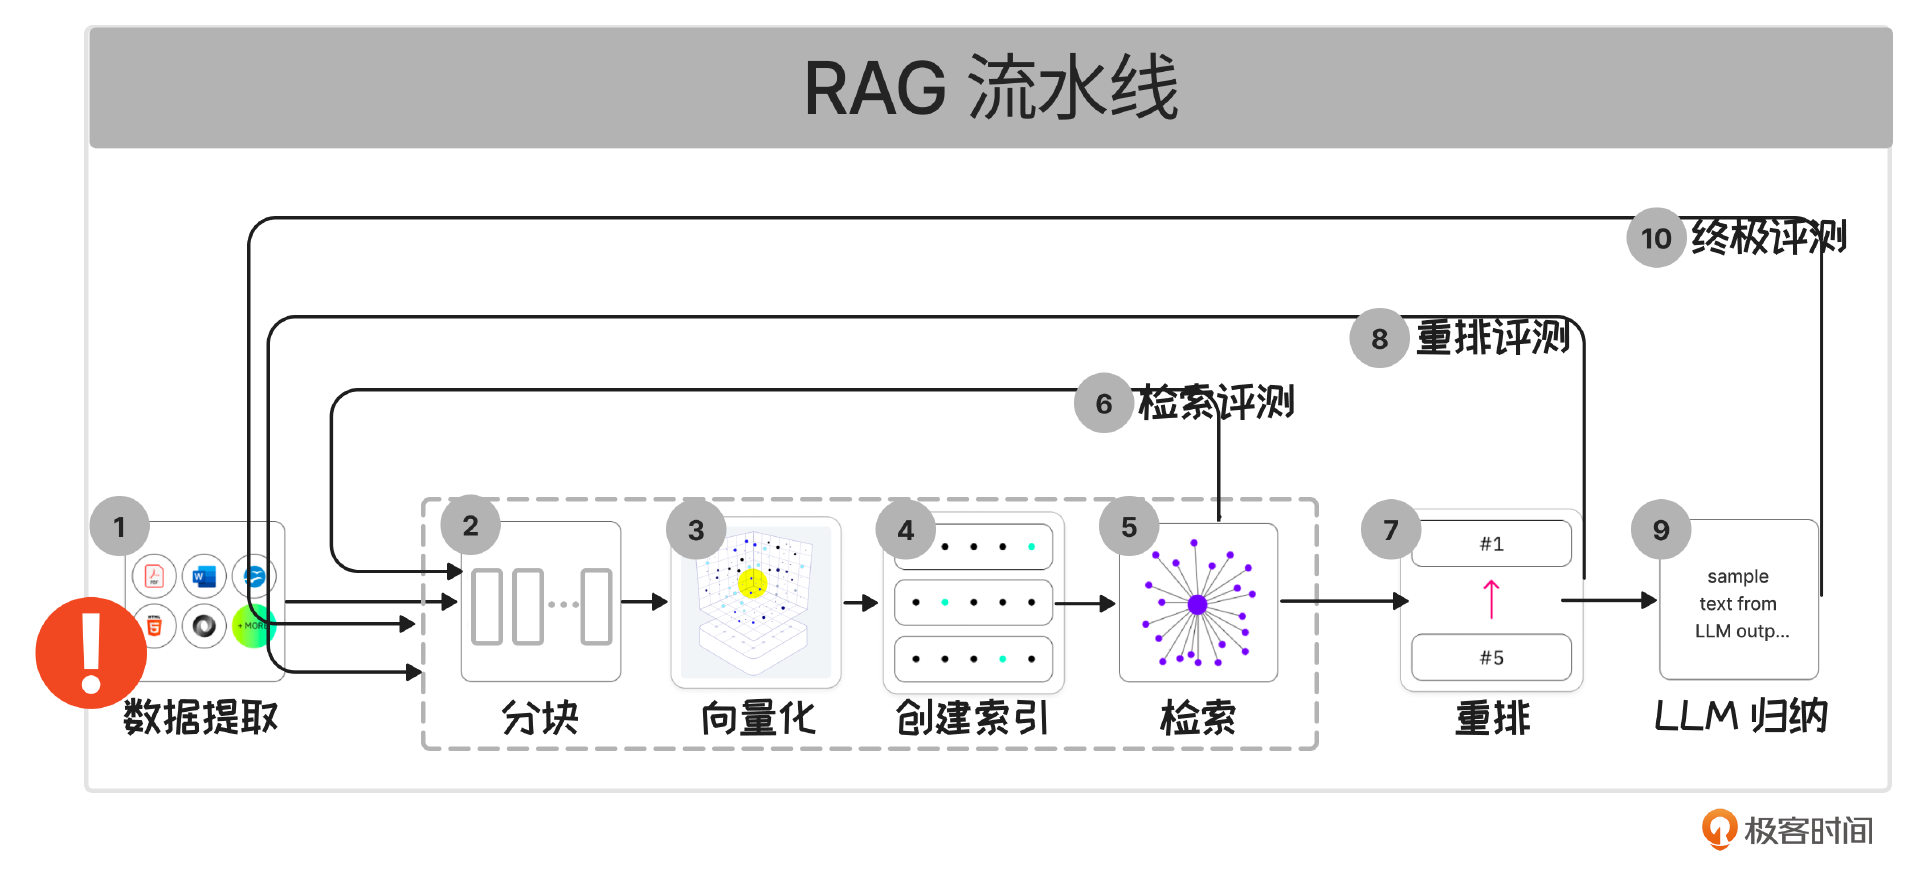 RAG 流水线
10 终极评测
8 重排评测
6 检索评测
1
2
3
4
5
7
9
PDF
W
5
+ MORE
!
#1
#5
sample
text from
LLM outp...
数据提取
分块
向量化
创建索引
检索
重排
LLM 归纳
极客时间